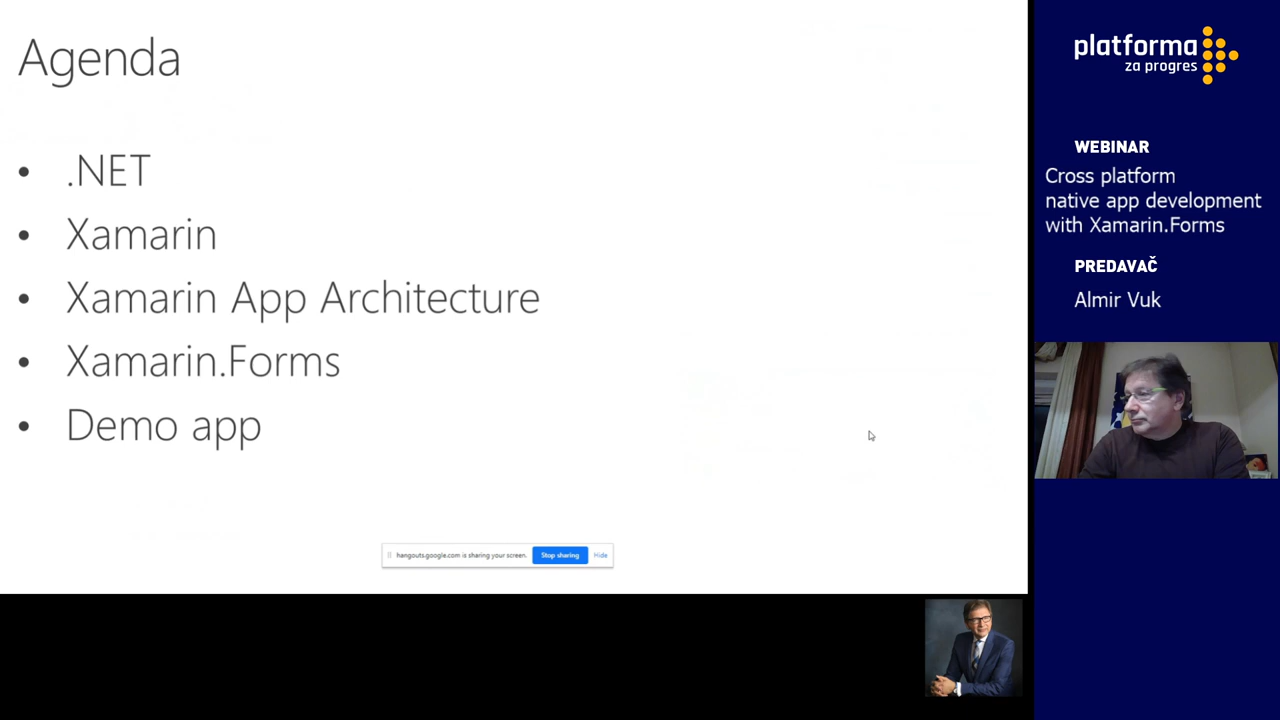 Agenda
• .NET
• Xamarin
• Xamarin App Architecture
• Xamarin.Forms
• Demo app
hangouts.google.com is sharing your screen.
Stop sharing
Hide
platforma
za progres
WEBINAR
Cross platform
native app development
with Xamarin.Forms
PREDAVAČ
Almir Vuk